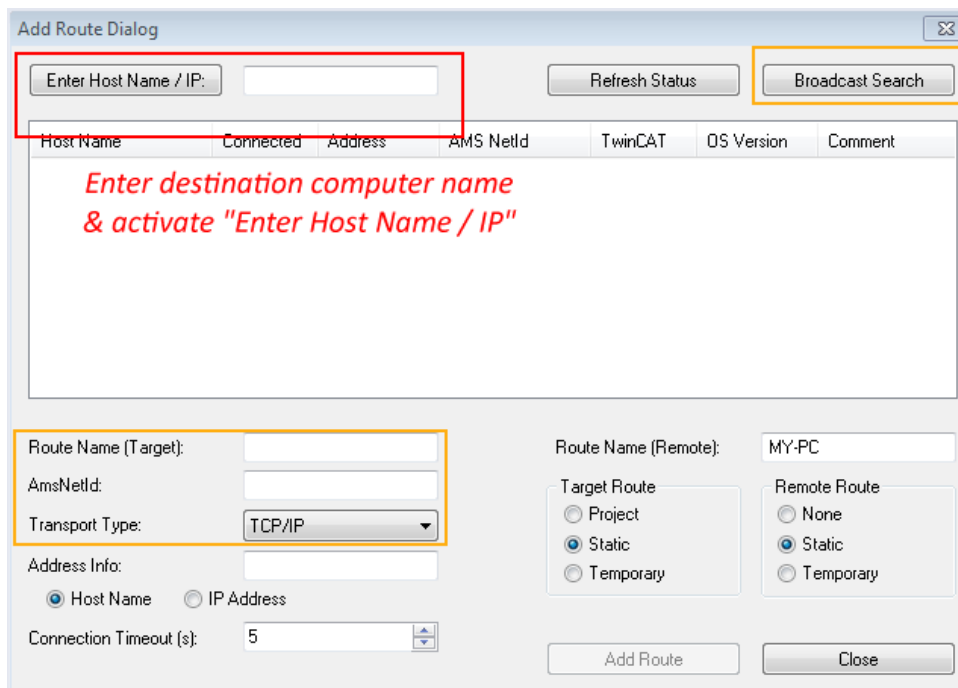 Add Route Dialog
Enter Host Name / IP:
Refresh Status
Broadcast Search
Host Name Connected Address AMS NetId TwinCAT OS Version Comment
Enter destination computer name
& activate "Enter Host Name / IP"
Route Name (Target):
Route Name (Remote): MY-PC
AmsNetId:
Target Route
Remote Route
Transport Type: TCP/IP
Project
None
Static
Static
Address Info:
Temporary
Temporary
Host Name IP Address
Connection Timeout (s): 5
Add Route
Close